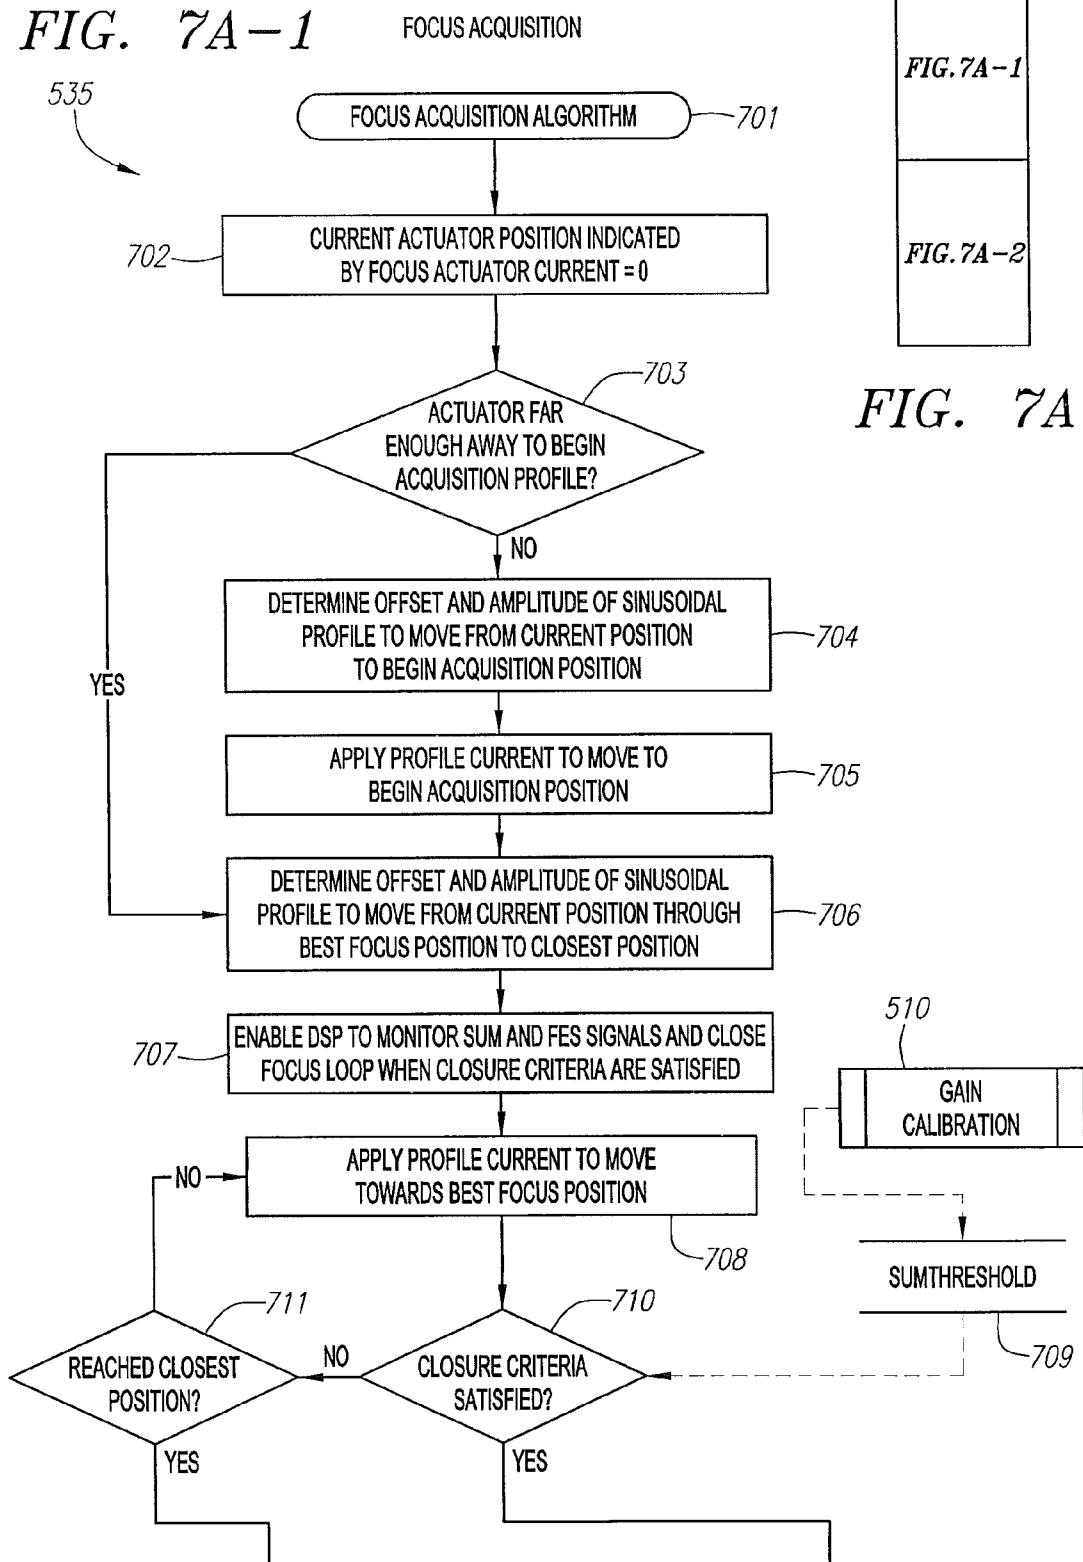 FIG. 7A-1
FOCUS ACQUISITION
FIG. 7A-1
535
FOCUS ACQUISITION ALGORITHM
701
702
CURRENT ACTUATOR POSITION INDICATED
BY FOCUS ACTUATOR CURRENT = 0
FIG. 7A-2
703
ACTUATOR FAR
ENOUGH AWAY TO BEGIN
ACQUISITION PROFILE?
FIG. 7A
NO
DETERMINE OFFSET AND AMPLITUDE OF SINUSOIDAL
PROFILE TO MOVE FROM CURRENT POSITION
TO BEGIN ACQUISITION POSITION
704
YES
APPLY PROFILE CURRENT TO MOVE TO
BEGIN ACQUISITION POSITION
705
DETERMINE OFFSET AND AMPLITUDE OF SINUSOIDAL
PROFILE TO MOVE FROM CURRENT POSITION THROUGH
BEST FOCUS POSITION TO CLOSEST POSITION
706
707
ENABLE DSP TO MONITOR SUM AND FES SIGNALS AND CLOSE
FOCUS LOOP WHEN CLOSURE CRITERIA ARE SATISFIED
510
GAIN
CALIBRATION
NO
APPLY PROFILE CURRENT TO MOVE
TOWARDS BEST FOCUS POSITION
708
SUMTHRESHOLD
709
711
REACHED CLOSEST
POSITION?
NO
710
CLOSURE CRITERIA
SATISFIED?
YES
YES